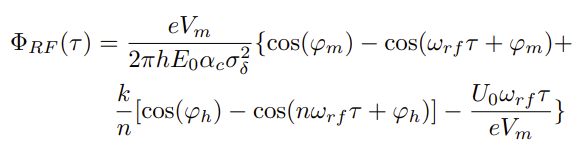 Φ_{RF}(τ) = \frac{eV_m}{2πhE_0α_cσ_δ^2}{cos(φ_m) − cos(ω_{rf}τ + φ_m)+
\frac{k}{n}[cos(φ_h) − cos(nω_{rf}τ + φ_h)] − \frac{U_0ω_{rf}τ}{eV_m}}